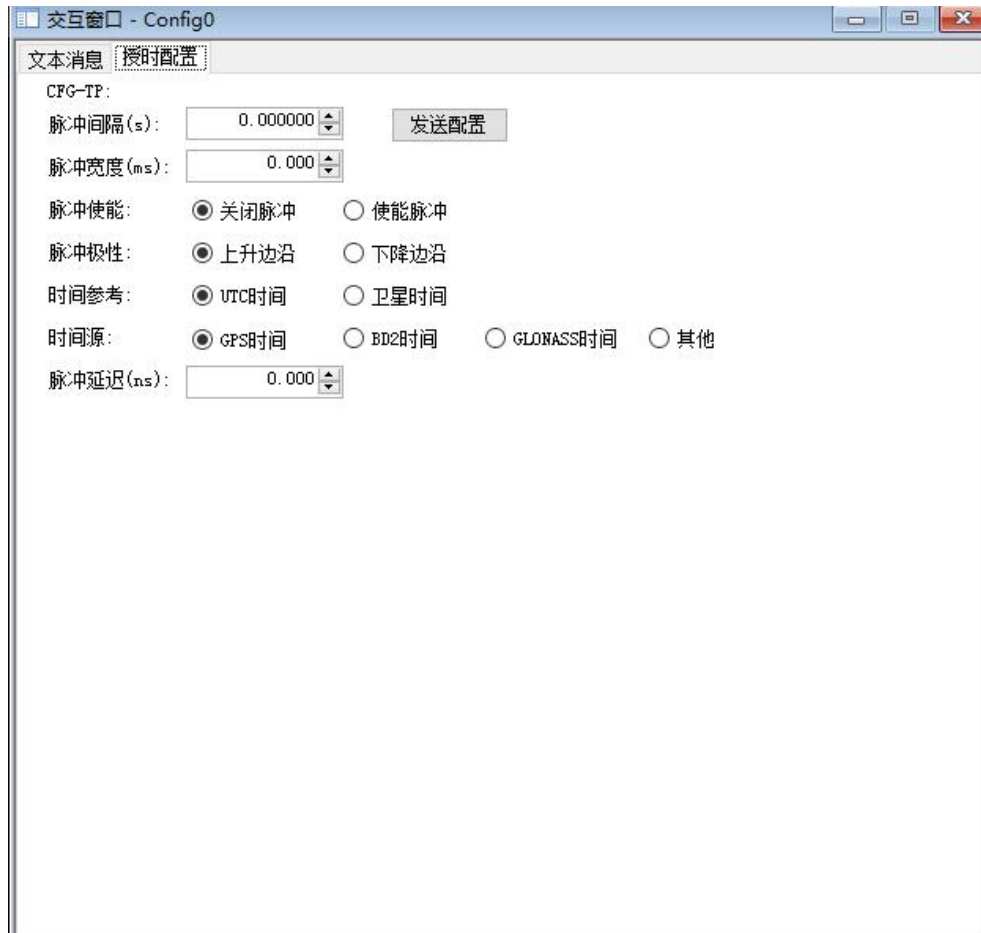 交互窗口 - Config0
文本消息 授时配置
CFG-TP:
脉冲间隔(s): 0.000000 发送配置
脉冲宽度(ms): 0.000
脉冲使能: 关闭脉冲 使能脉冲
脉冲极性: 上升边沿 下降边沿
时间参考: UTC时间 卫星时间
时间源: GPS时间 BD2时间 GLONASS时间 其他
脉冲延迟(ns): 0.000